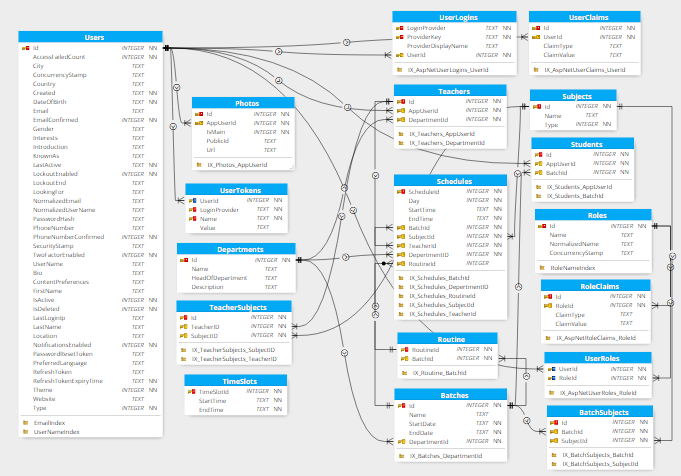 Users
Id INTEGER NN
AccessFailedCount INTEGER NN
City TEXT
ConcurrencyStamp TEXT
Country TEXT
Created TEXT NN
DateOfBirth TEXT NN
Email TEXT
EmailConfirmed INTEGER NN
Gender TEXT
Interests TEXT
Introduction TEXT
KnownAs TEXT
LastActive TEXT NN
LockoutEnabled INTEGER NN
LockoutEnd TEXT
LookingFor TEXT
NormalizedEmail TEXT
NormalizedUserName TEXT
PasswordHash TEXT
PhoneNumber TEXT
PhoneNumberConfirmed INTEGER NN
SecurityStamp TEXT
TwoFactorEnabled INTEGER NN
UserName TEXT
Bio TEXT
ContentPreferences TEXT
FirstName TEXT
IsActive INTEGER NN
IsDeleted INTEGER NN
LastLoginIp TEXT
LastName TEXT
Location TEXT
NotificationsEnabled INTEGER NN
PasswordResetToken TEXT
PreferredLanguage TEXT
RefreshToken TEXT
RefreshTokenExpiryTime TEXT NN
Theme INTEGER NN
Website TEXT
Type INTEGER NN
EmailIndex
UserNameIndex
Photos
Id INTEGER NN
AppUserId INTEGER NN
IsMain INTEGER NN
PublicId TEXT
Url TEXT
IX_Photos_AppUserId
UserTokens
UserId INTEGER NN
LoginProvider TEXT NN
Name TEXT NN
Value TEXT
Departments
Id INTEGER NN
Name TEXT
HeadOfDepartment TEXT
Description TEXT
TeacherSubjects
Id INTEGER NN
TeacherID INTEGER NN
SubjectID INTEGER NN
IX_TeacherSubjects_SubjectID
IX_TeacherSubjects_TeacherID
TimeSlots
TimeSlotId INTEGER NN
StartTime TEXT NN
EndTime TEXT NN
UserLogins
LoginProvider TEXT NN
ProviderKey TEXT NN
ProviderDisplayName TEXT
UserId INTEGER NN
IX_AspNetUserLogins_UserId
Teachers
Id INTEGER NN
AppUserId INTEGER NN
DepartmentId INTEGER NN
IX_Teachers_AppUserId
IX_Teachers_DepartmentId
Schedules
ScheduleId INTEGER NN
Day INTEGER NN
StartTime TEXT NN
EndTime TEXT NN
BatchId INTEGER NN
SubjectId INTEGER NN
TeacherId INTEGER NN
DepartmentID INTEGER NN
RoutineId INTEGER
IX_Schedules_BatchId
IX_Schedules_DepartmentID
IX_Schedules_RoutineId
IX_Schedules_SubjectId
IX_Schedules_TeacherId
Routine
RoutineId INTEGER NN
BatchId INTEGER NN
IX_Routine_BatchId
Batches
Id INTEGER NN
Name TEXT
StartDate TEXT NN
EndDate TEXT NN
DepartmentId INTEGER NN
IX_Batches_DepartmentId
UserClaims
Id INTEGER NN
UserId INTEGER NN
ClaimType TEXT
ClaimValue TEXT
IX_AspNetUserClaims_UserId
Subjects
Id INTEGER NN
Name TEXT
Type INTEGER NN
Students
Id INTEGER NN
AppUserId INTEGER NN
BatchId INTEGER NN
IX_Students_AppUserId
IX_Students_BatchId
Roles
Id INTEGER NN
Name TEXT
NormalizedName TEXT
ConcurrencyStamp TEXT
RoleNameIndex
RoleClaims
Id INTEGER NN
RoleId INTEGER NN
ClaimType TEXT
ClaimValue TEXT
IX_AspNetRoleClaims_RoleId
UserRoles
UserId INTEGER NN
RoleId INTEGER NN
IX_AspNetUserRoles_RoleId
BatchSubjects
Id INTEGER NN
BatchId INTEGER NN
SubjectId INTEGER NN
IX_BatchSubjects_BatchId
IX_BatchSubjects_SubjectId